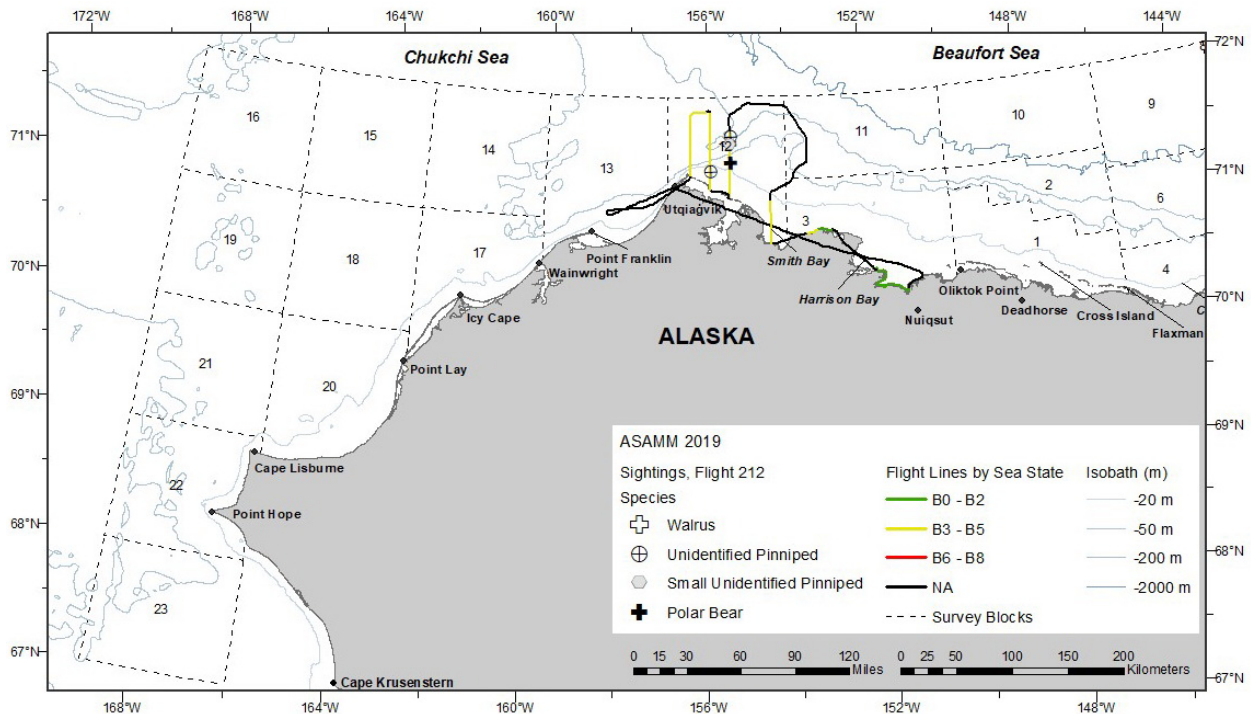 172°W
168°W
164°W
160°W
156°W
152°W
148°W
144°W
72°N
Chukchi Sea
Beaufort Sea
9
10
16
15
14
11
12
13
71°N
71°N
2
6
3
Utqiaġvik
19
18
17
1
4
Point Franklin
Smith Bay
70°N
Wainwright
70°N
Harrison Bay
Oliktok Point
Deadhorse
Cross Island
Flaxman
C
Nuiqsut
Icy Cape
ALASKA
21
20
Point Lay
69°N
69°N
Cape Lisburne
22
Point Hope
68°N
68°N
23
67°N
67°N
Cape Krusenstern
ASAMM 2019
Sightings, Flight 212
Species
Walrus
Unidentified Pinniped
Small Unidentified Pinniped
Polar Bear
Flight Lines by Sea State
B0 - B2
B3 - B5
B6 - B8
NA
Survey Blocks
Isobath (m)
-20 m
-50 m
-200 m
-2000 m
0 15 30 60 90 120
Miles
0 25 50 100 150 200
Kilometers
168°W
164°W
160°W
156°W
152°W
148°W